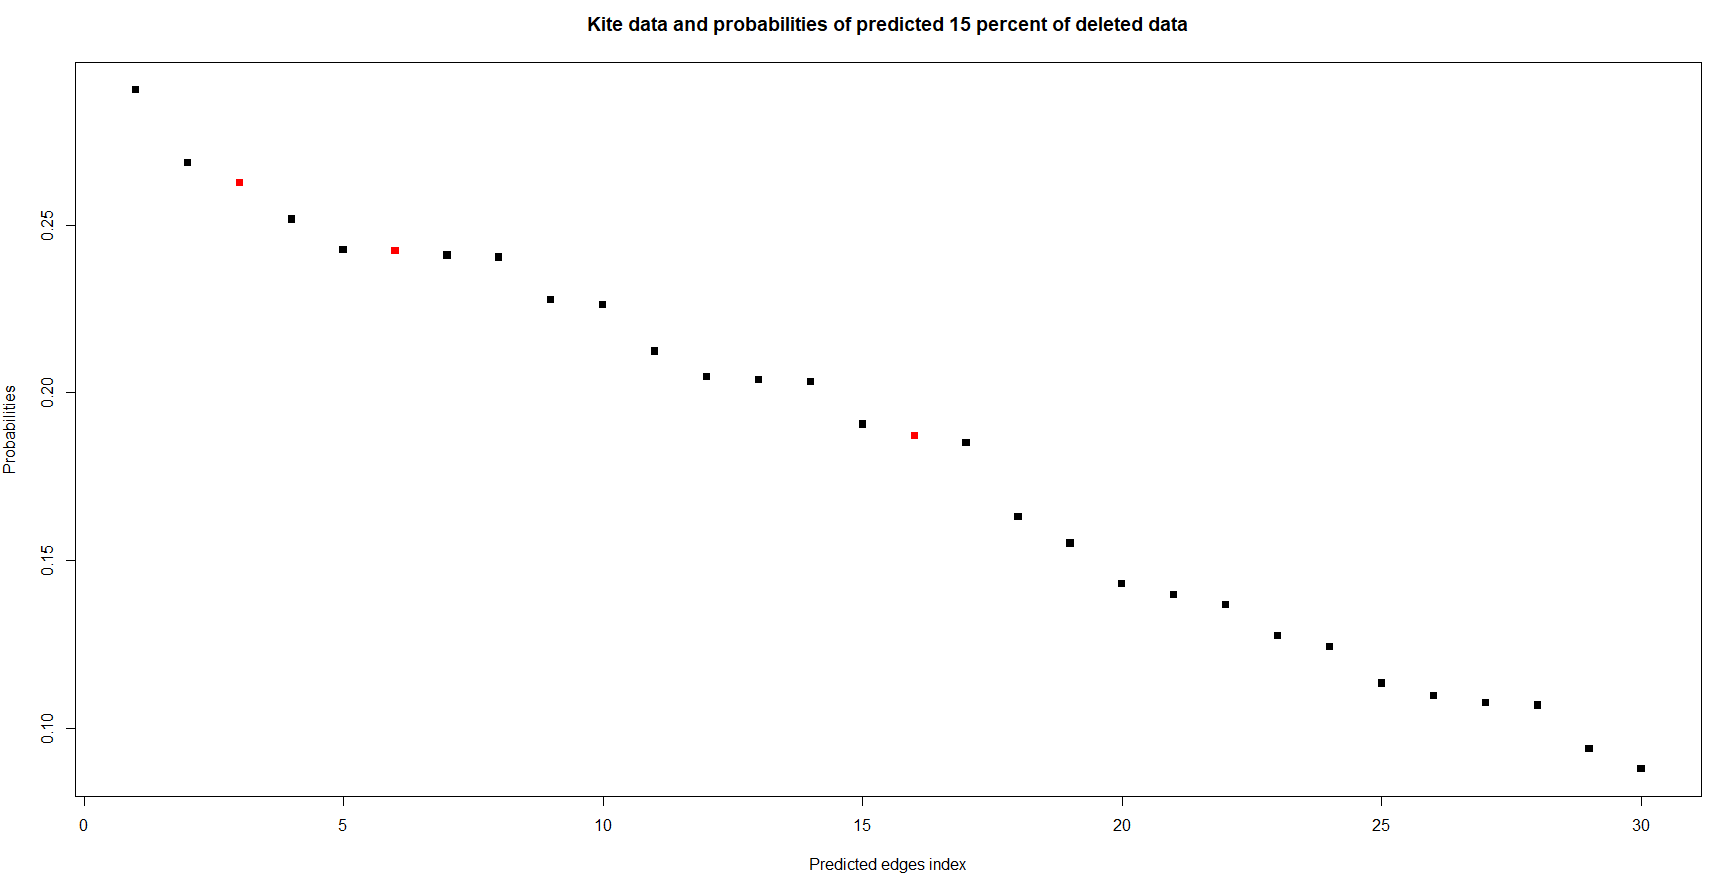 Kite data and probabilities of predicted 15 percent of deleted data
Probabilities
0.25
0.20
0.15
0.10
0 5 10 15 20 25 30
Predicted edges index